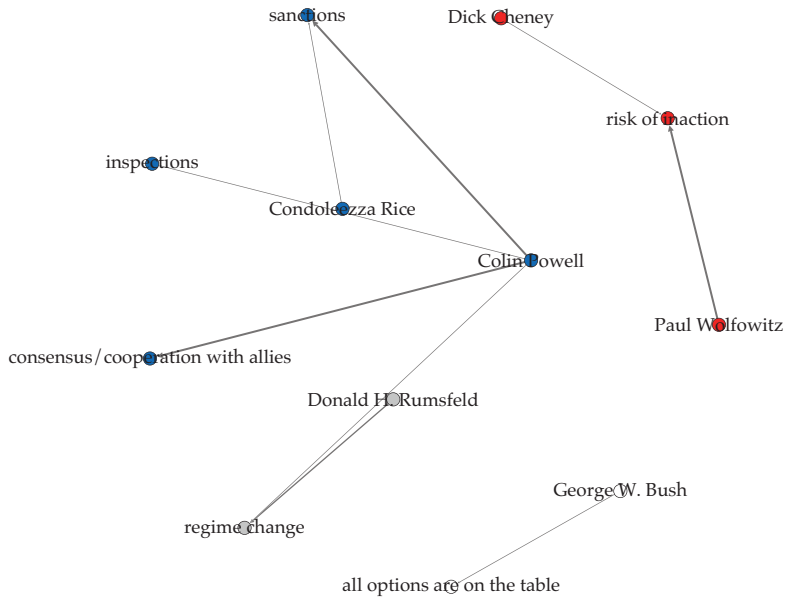 sanctions
Dick Cheney
risk of inaction
inspections
Condoleezza Rice
Colin Powell
Paul Wolfowitz
consensus/cooperation with allies
Donald H. Rumsfeld
George W. Bush
regime change
all options are on the table